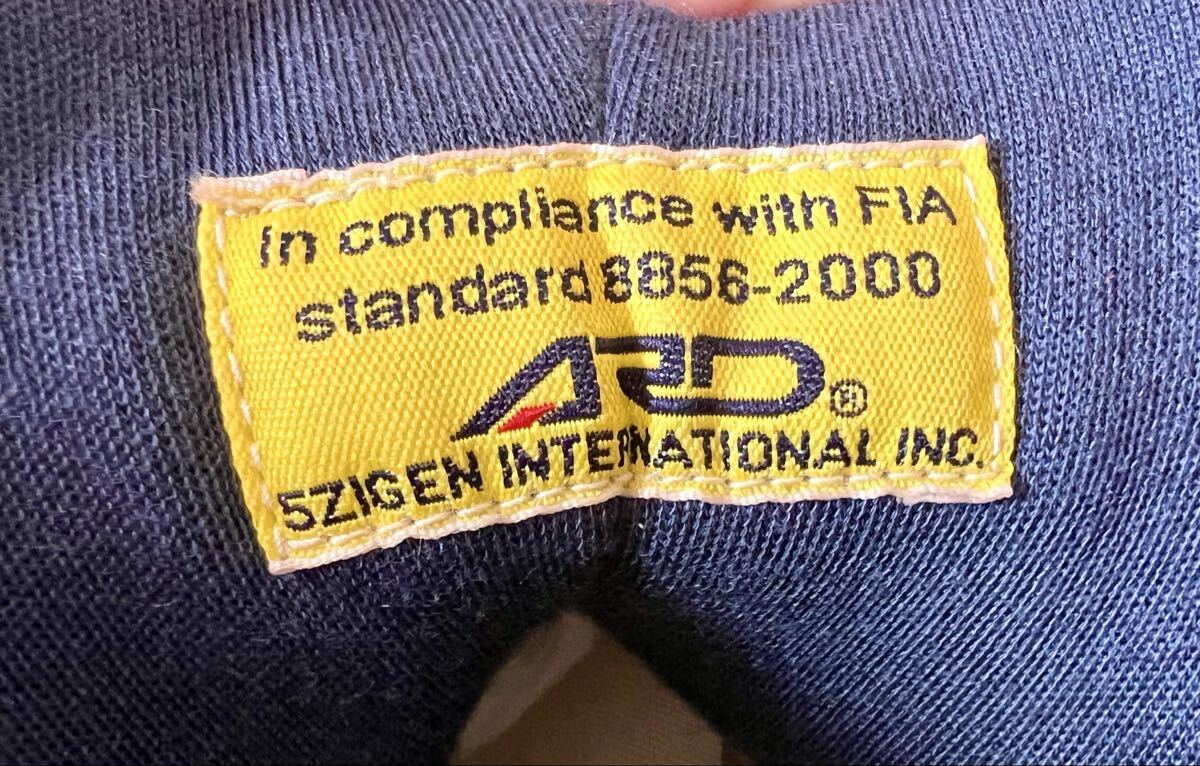 In compliance with FIA
standard 8856-2000
ARD®
5ZIGEN INTERNATIONAL INC.